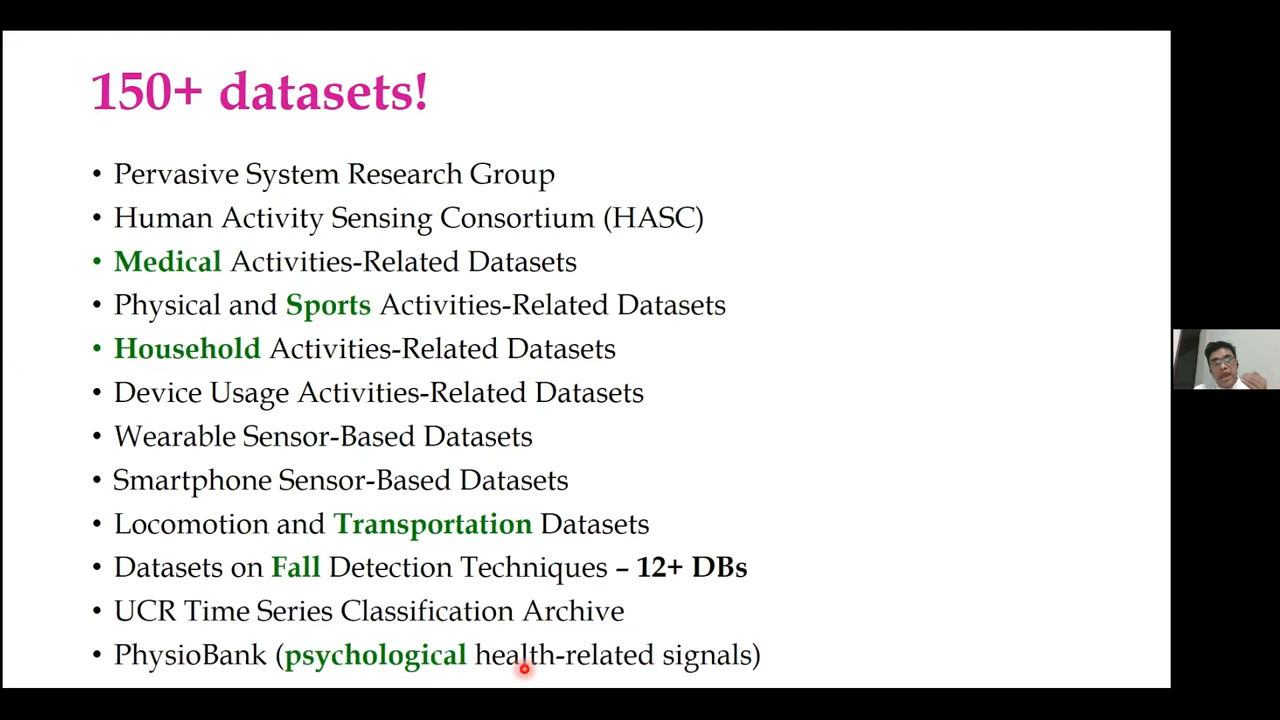 150+ datasets!
• Pervasive System Research Group
• Human Activity Sensing Consortium (HASC)
• Medical Activities-Related Datasets
• Physical and Sports Activities-Related Datasets
• Household Activities-Related Datasets
• Device Usage Activities-Related Datasets
• Wearable Sensor-Based Datasets
• Smartphone Sensor-Based Datasets
• Locomotion and Transportation Datasets
• Datasets on Fall Detection Techniques – 12+ DBs
• UCR Time Series Classification Archive
• PhysioBank (psychological health-related signals)